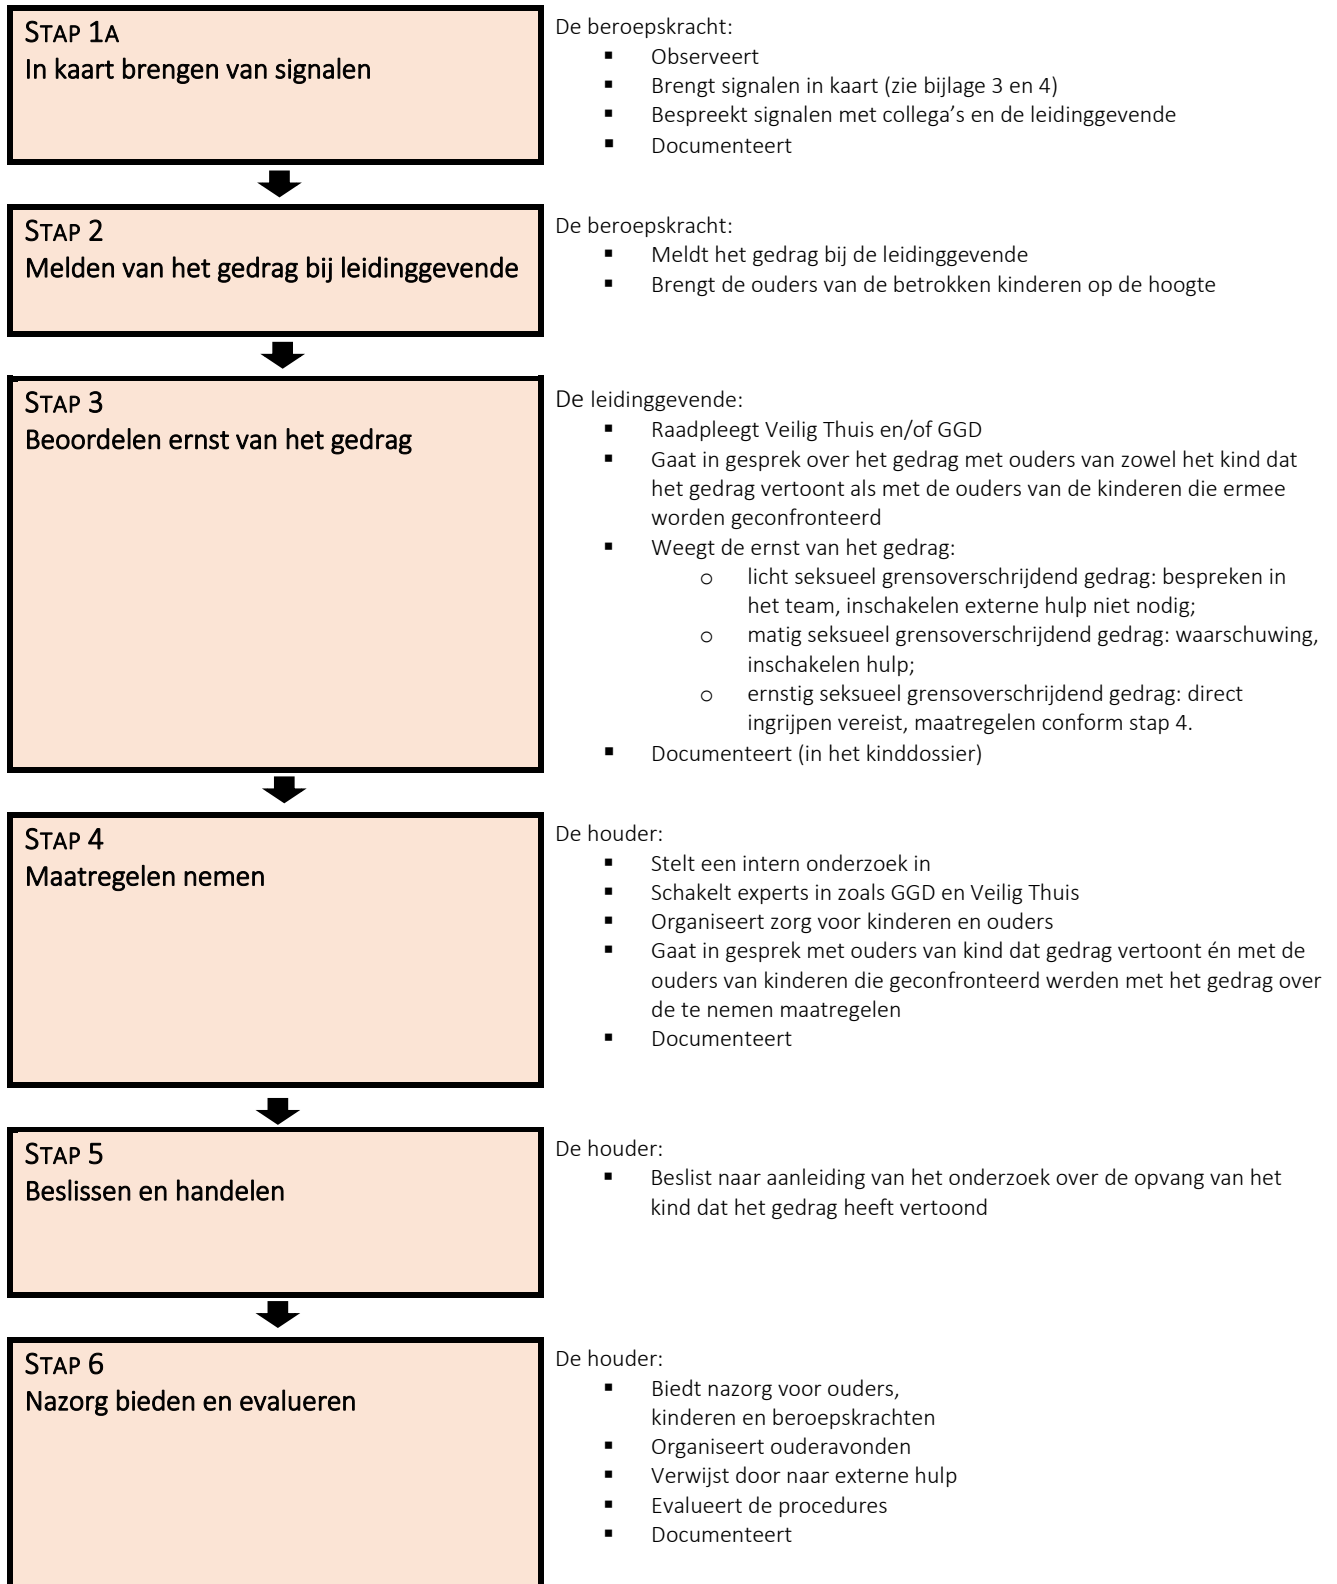 STAP 1A
In kaart brengen van signalen
De beroepskracht:
▪ Observeert
▪ Brengt signalen in kaart (zie bijlage 3 en 4)
▪ Bespreekt signalen met collega’s en de leidinggevende
▪ Documenteert
STAP 2
Melden van het gedrag bij leidinggevende
De beroepskracht:
▪ Meldt het gedrag bij de leidinggevende
▪ Brengt de ouders van de betrokken kinderen op de hoogte
STAP 3
Beoordelen ernst van het gedrag
De leidinggevende:
▪ Raadpleegt Veilig Thuis en/of GGD
▪ Gaat in gesprek over het gedrag met ouders van zowel het kind dat
het gedrag vertoont als met de ouders van de kinderen die ermee
worden geconfronteerd
▪ Weegt de ernst van het gedrag:
o licht seksueel grensoverschrijdend gedrag: bespreken in
het team, inschakelen externe hulp niet nodig;
o matig seksueel grensoverschrijdend gedrag: waarschuwing,
inschakelen hulp;
o ernstig seksueel grensoverschrijdend gedrag: direct
ingrijpen vereist, maatregelen conform stap 4.
▪ Documenteert (in het kinddossier)
STAP 4
Maatregelen nemen
De houder:
▪ Stelt een intern onderzoek in
▪ Schakelt experts in zoals GGD en Veilig Thuis
▪ Organiseert zorg voor kinderen en ouders
▪ Gaat in gesprek met ouders van kind dat gedrag vertoont én met de
ouders van kinderen die geconfronteerd werden met het gedrag over
de te nemen maatregelen
▪ Documenteert
STAP 5
Beslissen en handelen
De houder:
▪ Beslist naar aanleiding van het onderzoek over de opvang van het
kind dat het gedrag heeft vertoond
STAP 6
Nazorg bieden en evalueren
De houder:
▪ Biedt nazorg voor ouders,
kinderen en beroepskrachten
▪ Organiseert ouderavonden
▪ Verwijst door naar externe hulp
▪ Evalueert de procedures
▪ Documenteert